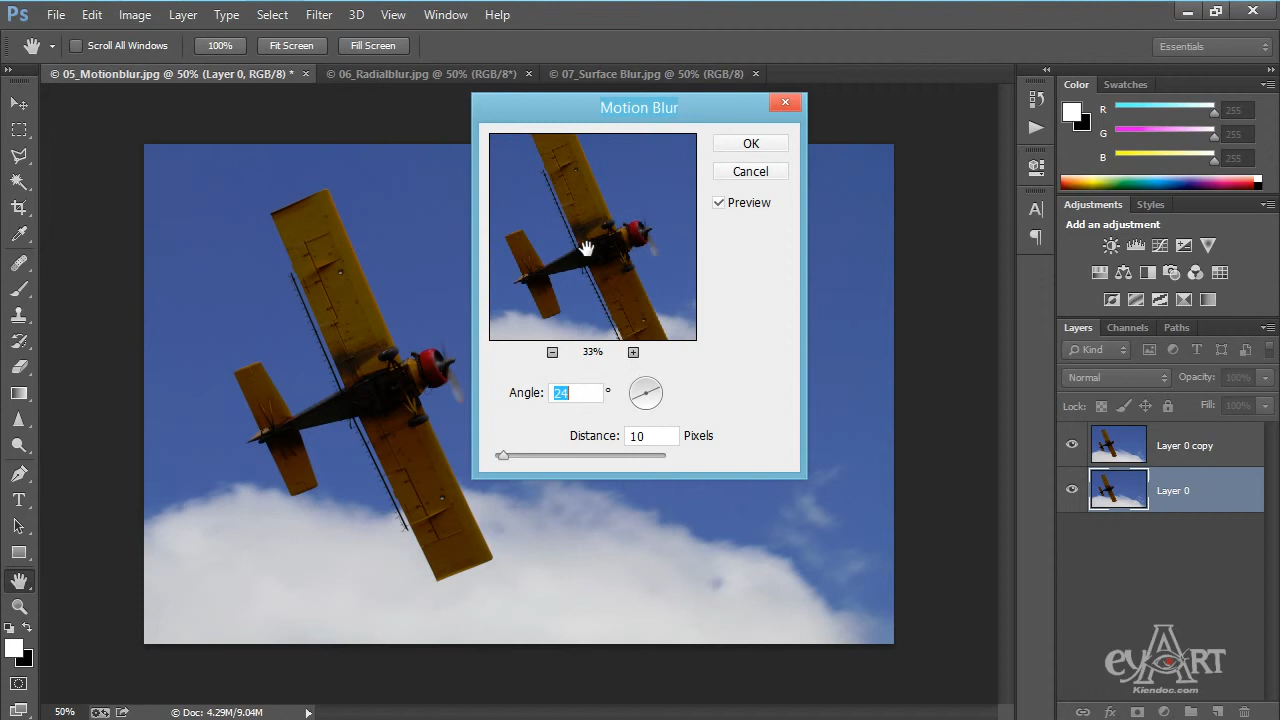 Ps File Edit Image Layer Type Select Filter 3D View Window Help
Scroll All Windows 100% Fit Screen Fill Screen Essentials
© 05_Motionblur.jpg @ 50% (Layer 0, RGB/8) * × © 06_Radialblur.jpg @ 50% (RGB/8*) × © 07_Surface Blur.jpg @ 50% (RGB/8) ×
Motion Blur
OK
Cancel
Preview
33%
Angle: 24 °
Distance: 10 Pixels
Color Swatches
R 255
G 255
B 255
Adjustments Styles
Add an adjustment
Layers Channels Paths
Kind
Normal Opacity: 100%
Lock: Fill: 100%
Layer 0 copy
Layer 0
eyART
Kiendoc.com
50% © Doc: 4.29M/9.04M